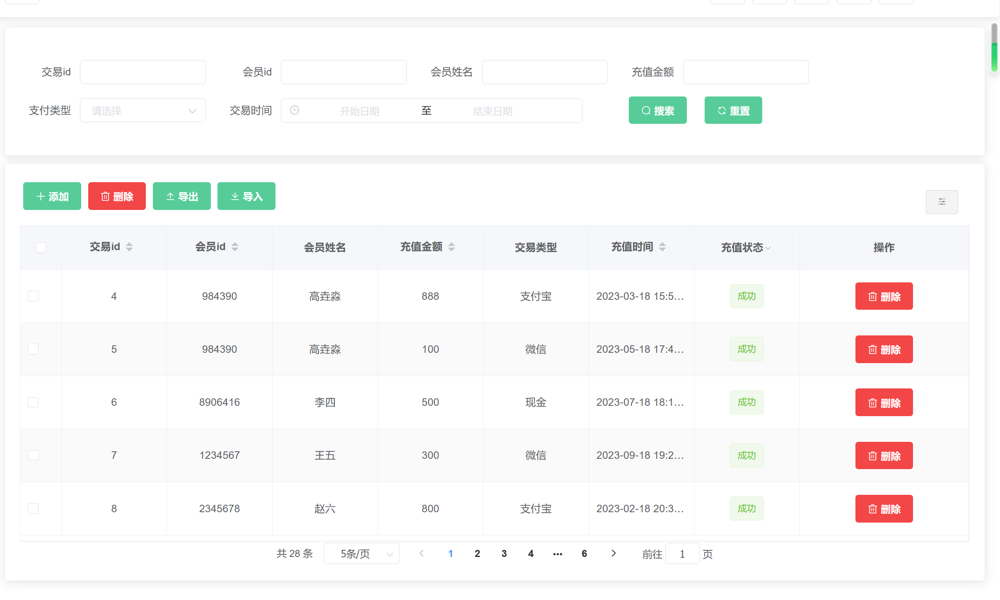 交易id 会员id 会员姓名 充值金额
支付类型 请选择 交易时间 开始日期 至 结束日期 搜索 重置
添加 删除 导出 导入
交易id 会员id 会员姓名 充值金额 交易类型 充值时间 充值状态 操作
4 984390 高垚淼 888 支付宝 2023-03-18 15:5... 成功 删除
5 984390 高垚淼 100 微信 2023-05-18 17:4... 成功 删除
6 8906416 李四 500 现金 2023-07-18 18:1... 成功 删除
7 1234567 王五 300 微信 2023-09-18 19:2... 成功 删除
8 2345678 赵六 800 支付宝 2023-02-18 20:3... 成功 删除
共 28 条 5条/页 1 2 3 4 ... 6 前往 1 页